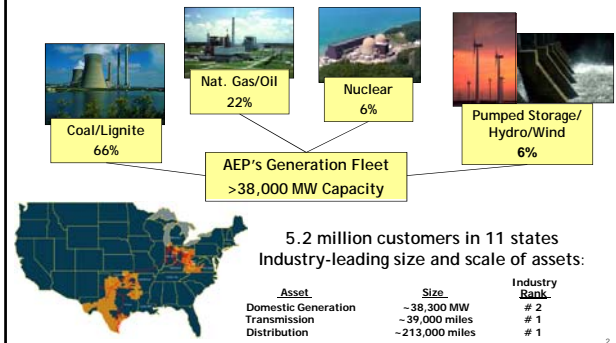 Coal/Lignite
66%
Nat. Gas/Oil
22%
Nuclear
6%
Pumped Storage/
Hydro/Wind
6%
AEP's Generation Fleet
>38,000 MW Capacity
5.2 million customers in 11 states
Industry-leading size and scale of assets:
Asset Size Industry Rank
Domestic Generation ~38,300 MW # 2
Transmission ~39,000 miles # 1
Distribution ~213,000 miles # 1
2